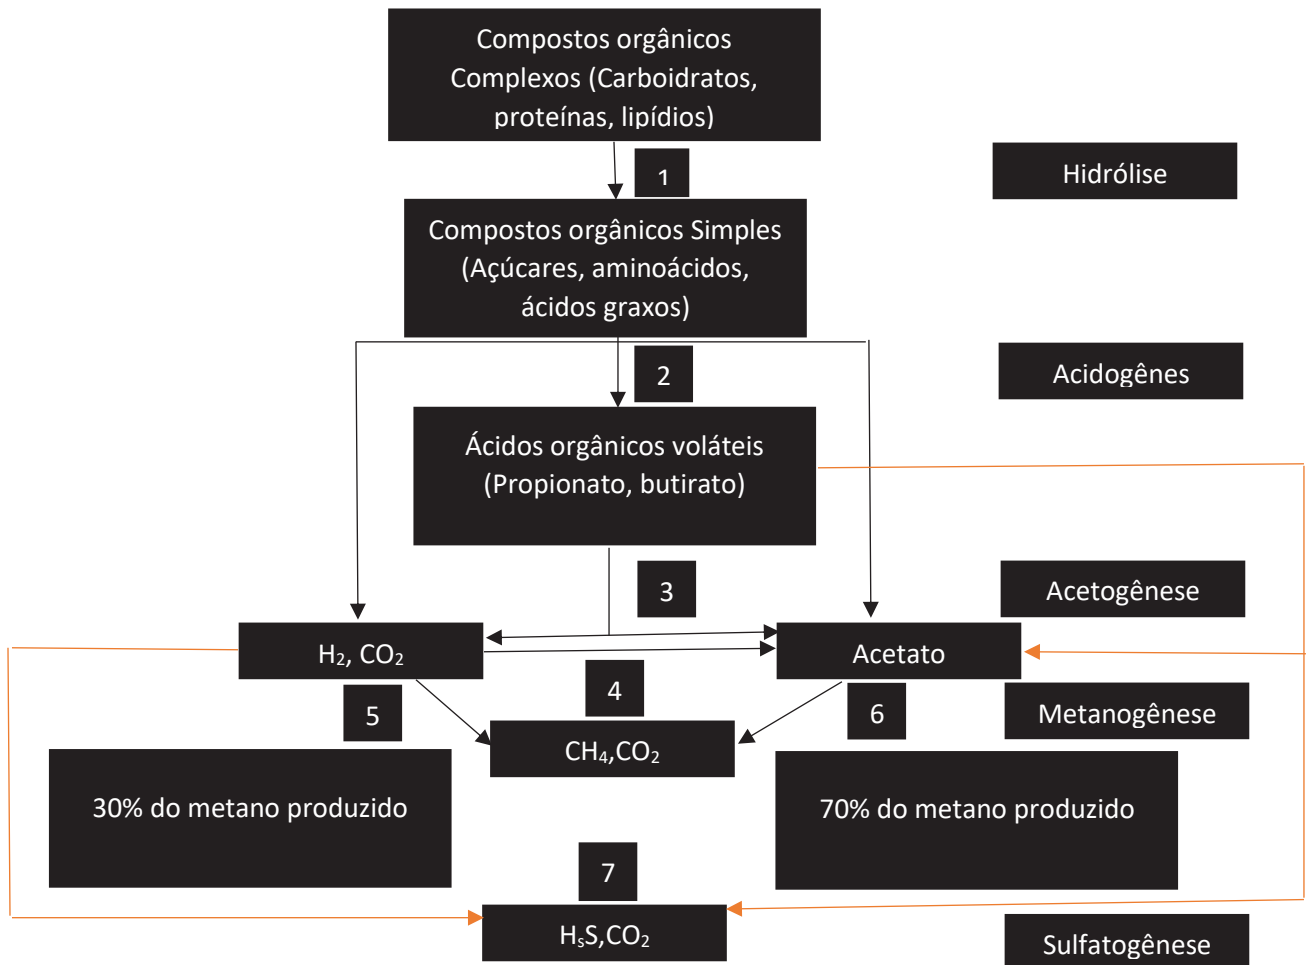 Compostos orgânicos
Complexos (Carboidratos,
proteínas, lipídios)
1
Hidrólise
Compostos orgânicos Simples
(Açúcares, aminoácidos,
ácidos graxos)
2
Acidogênes
Ácidos orgânicos voláteis
(Propionato, butirato)
3
Acetogênese
H₂, CO₂
Acetato
4
5
6
Metanogênese
CH₄,CO₂
30% do metano produzido
70% do metano produzido
7
HₛS,CO₂
Sulfatogênese